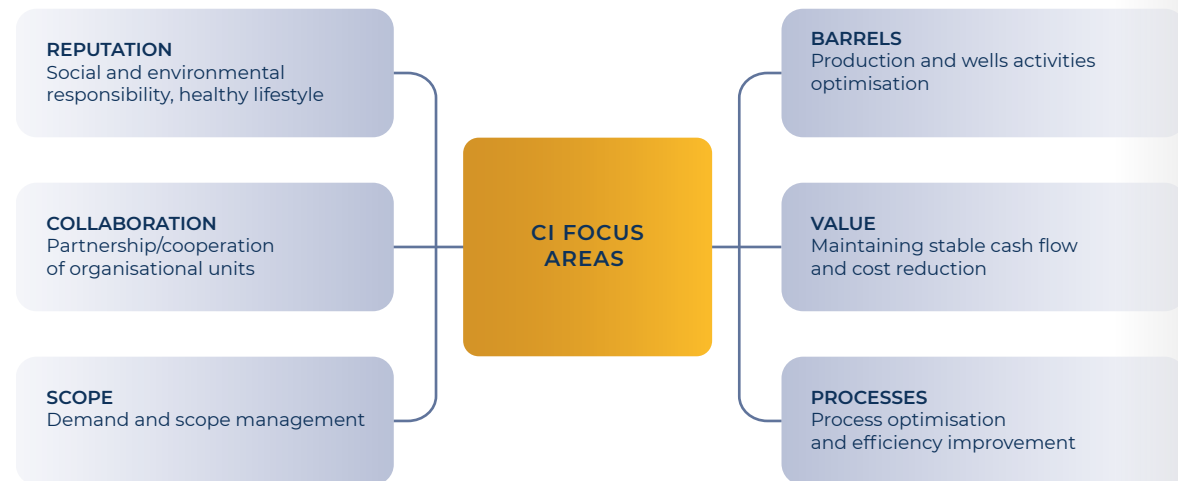 REPUTATION
Social and environmental
responsibility, healthy lifestyle
COLLABORATION
Partnership/cooperation
of organisational units
SCOPE
Demand and scope management
CI FOCUS
AREAS
BARRELS
Production and wells activities
optimisation
VALUE
Maintaining stable cash flow
and cost reduction
PROCESSES
Process optimisation
and efficiency improvement